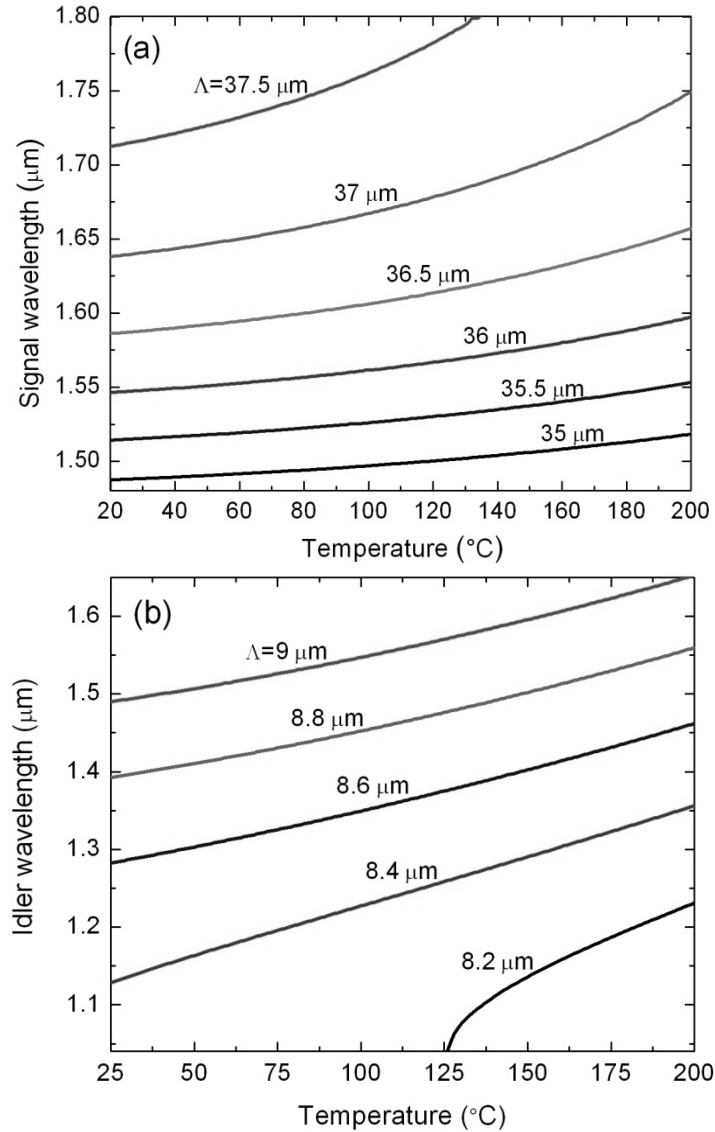 (a)
1.80
1.75
1.70
1.65
1.60
1.55
1.50
Signal wavelength (μm)
Λ=37.5 μm
37 μm
36.5 μm
36 μm
35.5 μm
35 μm
20 40 60 80 100 120 140 160 180 200
Temperature (°C)
(b)
1.6
1.5
1.4
1.3
1.2
1.1
Idler wavelength (μm)
Λ=9 μm
8.8 μm
8.6 μm
8.4 μm
8.2 μm
25 50 75 100 125 150 175 200
Temperature (°C)